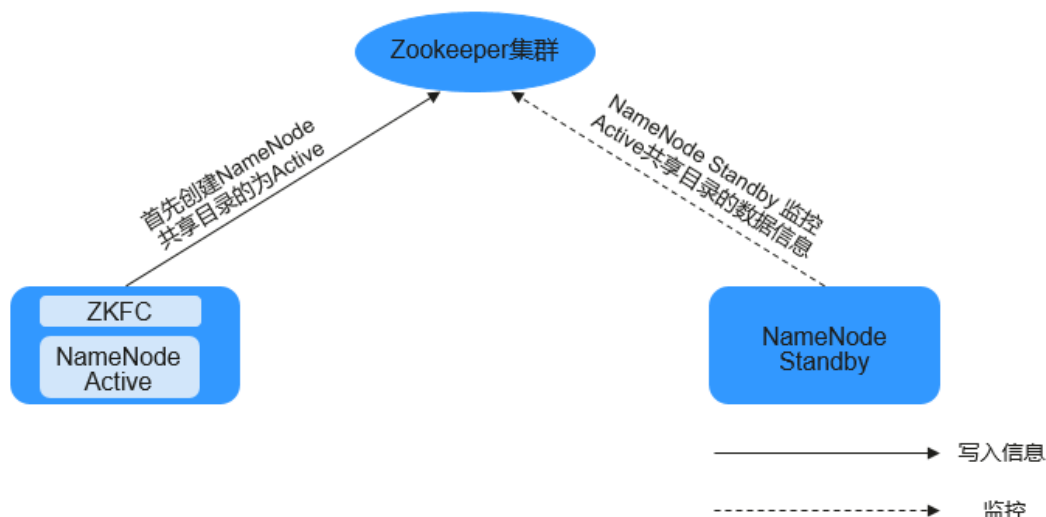 Zookeeper集群
首先创建NameNode
共享目录的为Active
NameNode Standby 监控
Active共享目录的数据信息
ZKFC
NameNode
Active
NameNode
Standby
写入信息
监控